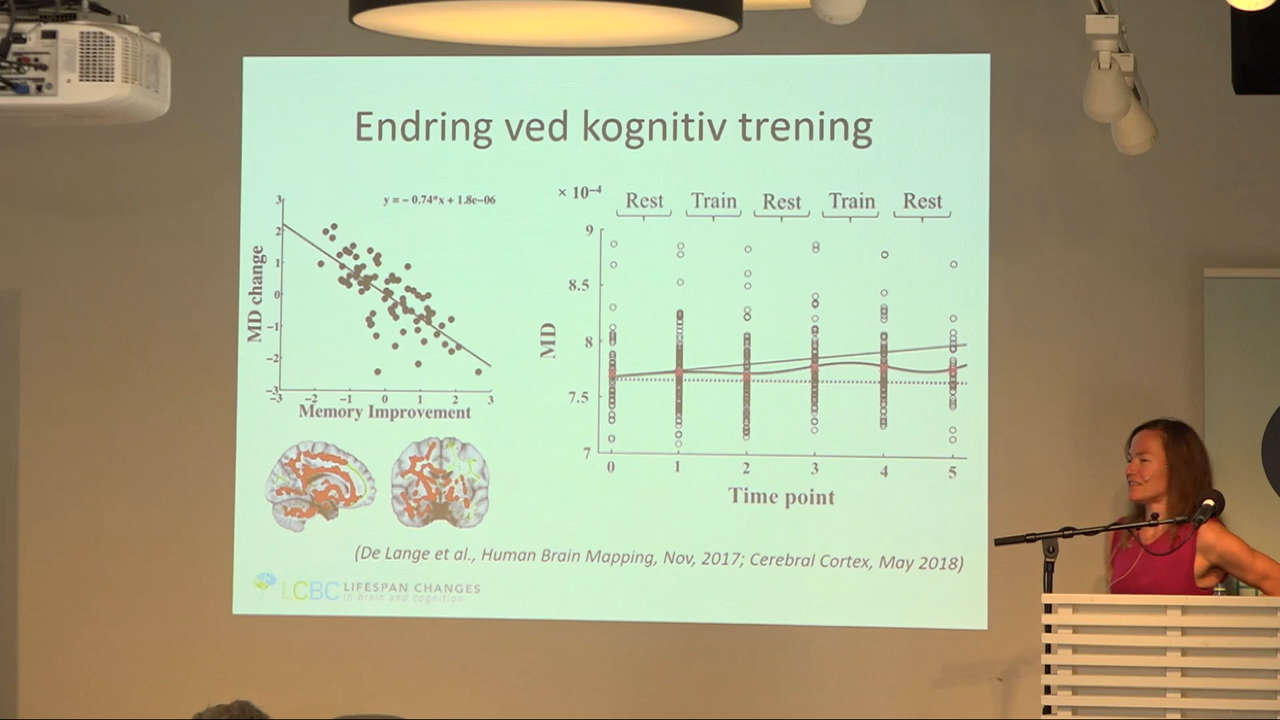 Endring ved kognitiv trening
y = − 0.74*x + 1.8e−06
3
2
1
0
−1
−2
−3
MD change
−3 −2 −1 0 1 2 3
Memory Improvement
× 10⁻⁴
Rest Train Rest Train Rest
9
8.5
8
7.5
7
MD
0 1 2 3 4 5
Time point
(De Lange et al., Human Brain Mapping, Nov, 2017; Cerebral Cortex, May 2018)
LCBC LIFESPAN CHANGES
in brain and cognition